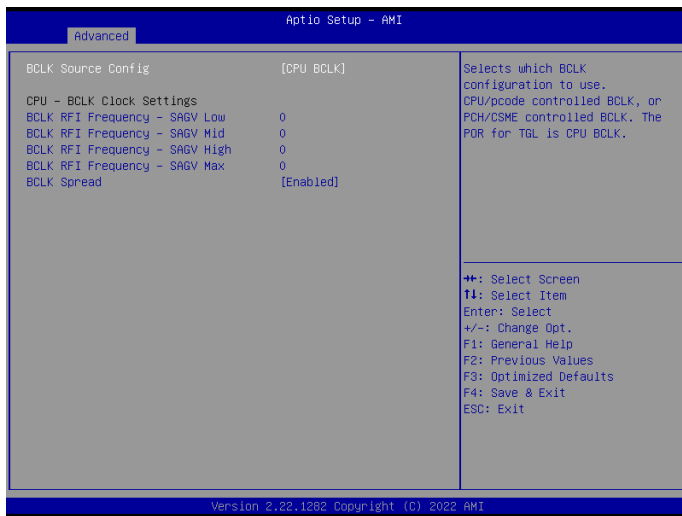 Aptio Setup – AMI
Advanced
BCLK Source Config [CPU BCLK]
CPU – BCLK Clock Settings
BCLK RFI Frequency – SAGV Low 0
BCLK RFI Frequency – SAGV Mid 0
BCLK RFI Frequency – SAGV High 0
BCLK RFI Frequency – SAGV Max 0
BCLK Spread [Enabled]
Selects which BCLK
configuration to use.
CPU/pcode controlled BCLK, or
PCH/CSME controlled BCLK. The
POR for TGL is CPU BCLK.
→←: Select Screen
↑↓: Select Item
Enter: Select
+/-: Change Opt.
F1: General Help
F2: Previous Values
F3: Optimized Defaults
F4: Save & Exit
ESC: Exit
Version 2.22.1282 Copyright (C) 2022 AMI